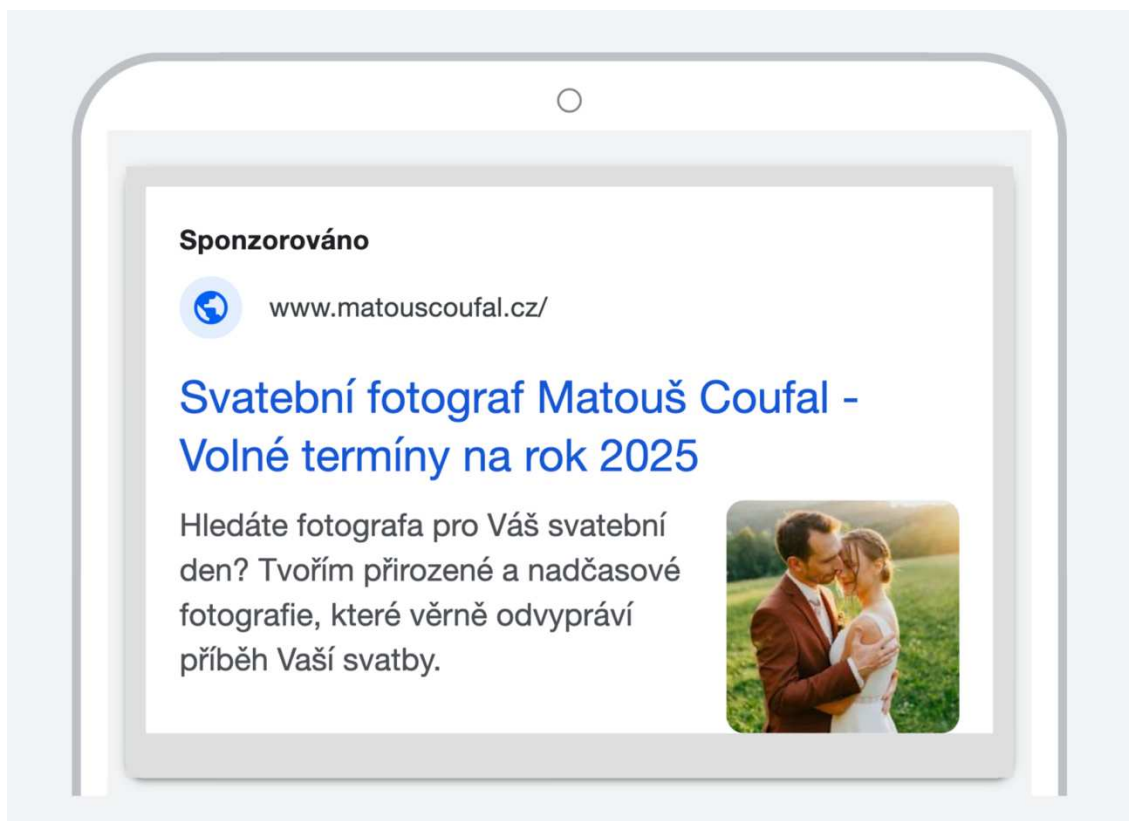 Sponzorováno
www.matouscoufal.cz/
Svatební fotograf Matouš Coufal -
Volné termíny na rok 2025
Hledáte fotografa pro Váš svatební
den? Tvořím přirozené a nadčasové
fotografie, které věrně odvypráví
příběh Vaší svatby.